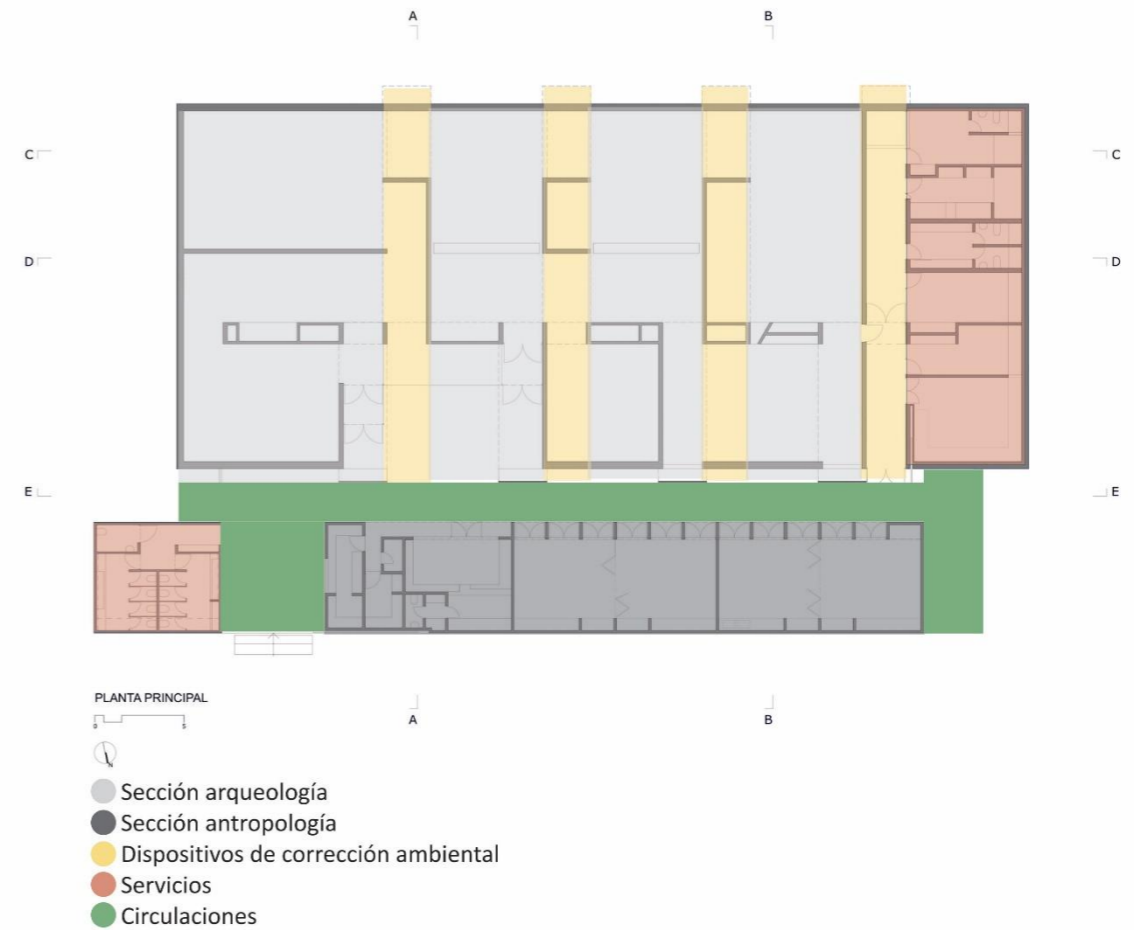 A B
C C
D D
E E
PLANTA PRINCIPAL
0 5
A B
N
Sección arqueología
Sección antropología
Dispositivos de corrección ambiental
Servicios
Circulaciones